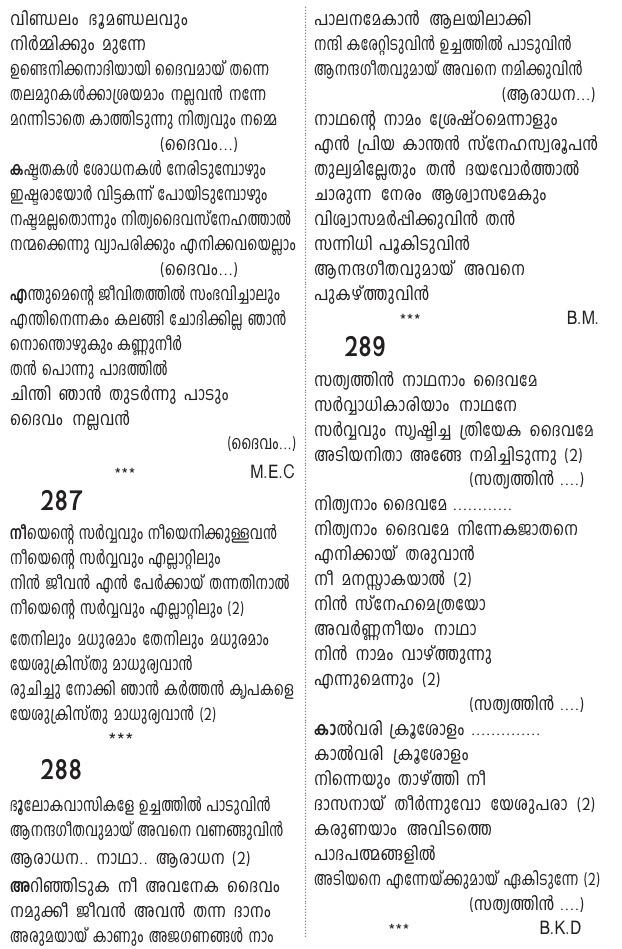 വിണ്ഡലം ഭൂമണ്ഡലവും
നിർമ്മിക്കും മുന്നേ
ഉണ്ടെനിക്കനാദിയായി ദൈവമായ് തന്നെ
തലമുറകൾക്കാശ്രയമാം നല്ലവൻ നന്നേ
മറന്നിടാതെ കാത്തിടുന്നു നിത്യവും നമ്മെ
(ദൈവം...)
കഷ്ടതകൾ ശോധനകൾ നേരിടുമ്പോഴും
ഇഷ്ടരായോർ വിട്ടകന്ന് പോയിടുമ്പോഴും
നഷ്ടമല്ലതൊന്നും നിത്യദൈവസ്നേഹത്താൽ
നന്മക്കെന്നു വ്യാപരിക്കും എനിക്കവയെല്ലാം
(ദൈവം...)
എന്തുമെന്റെ ജീവിതത്തിൽ സംഭവിച്ചാലും
എന്തിനെന്നകം കലങ്ങി ചോദിക്കില്ല ഞാൻ
നൊന്തൊഴുകും കണ്ണുനീർ
തൻ പൊന്നു പാദത്തിൽ
ചിന്തി ഞാൻ തുടർന്നു പാടും
ദൈവം നല്ലവൻ
(ദൈവം...)
*** M.E.C
287
നീയെന്റെ സർവ്വവും നീയെനിക്കുള്ളവൻ
നീയെന്റെ സർവ്വവും എല്ലാറ്റിലും
നിൻ ജീവൻ എൻ പേർക്കായ് തന്നതിനാൽ
നീയെന്റെ സർവ്വവും എല്ലാറ്റിലും (2)
തേനിലും മധുരമാം തേനിലും മധുരമാം
യേശുക്രിസ്തു മാധുര്യവാൻ
രുചിച്ചു നോക്കി ഞാൻ കർത്തൻ കൃപകളെ
യേശുക്രിസ്തു മാധുര്യവാൻ (2)
***
288
ഭൂലോകവാസികളേ ഉച്ചത്തിൽ പാടുവിൻ
ആനന്ദഗീതവുമായ് അവനെ വണങ്ങുവിൻ
ആരാധന.. നാഥാ.. ആരാധന (2)
അറിഞ്ഞിടുക നീ അവനേക ദൈവം
നമുക്കീ ജീവൻ അവൻ തന്ന ദാനം
അരുമയായ് കാണും അജഗണങ്ങൾ നാം
പാലനമേകാൻ ആലയിലാക്കി
നന്ദി കരേറ്റിടുവിൻ ഉച്ചത്തിൽ പാടുവിൻ
ആനന്ദഗീതവുമായ് അവനെ നമിക്കുവിൻ
(ആരാധന...)
നാഥന്റെ നാമം ശ്രേഷ്ഠമെന്നാളും
എൻ പ്രിയ കാന്തൻ സ്നേഹസ്വരൂപൻ
തുല്യമില്ലേതും തൻ ദയവോർത്താൽ
ചാരുന്ന നേരം ആശ്വാസമേകും
വിശ്വാസമർപ്പിക്കുവിൻ തൻ
സന്നിധി പൂകിടുവിൻ
ആനന്ദഗീതവുമായ് അവനെ
പുകഴ്ത്തുവിൻ
*** B.M.
289
സത്യത്തിൻ നാഥനാം ദൈവമേ
സർവ്വാധികാരിയാം നാഥനേ
സർവ്വവും സൃഷ്ടിച്ച ത്രിയേക ദൈവമേ
അടിയനിതാ അങ്ങേ നമിച്ചിടുന്നു (2)
(സത്യത്തിൻ ....)
നിത്യനാം ദൈവമേ ............
നിത്യനാം ദൈവമേ നിന്നേകജാതനെ
എനിക്കായ് തരുവാൻ
നീ മനസ്സാകയാൽ (2)
നിൻ സ്നേഹമെത്രയോ
അവർണ്ണനീയം നാഥാ
നിൻ നാമം വാഴ്ത്തുന്നു
എന്നുമെന്നും (2)
(സത്യത്തിൻ ....)
കാൽവരി ക്രൂശോളം ..............
കാൽവരി ക്രൂശോളം
നിന്നെയും താഴ്ത്തി നീ
ദാസനായ് തീർന്നുവോ യേശുപരാ (2)
കരുണയാം അവിടത്തെ
പാദപത്മങ്ങളിൽ
അടിയനെ എന്നേയ്ക്കുമായ് ഏകിടുന്നേ (2)
(സത്യത്തിൻ ....)
*** B.K.D